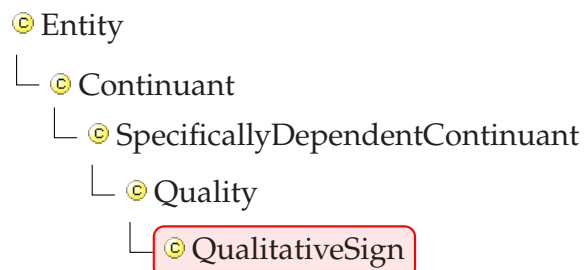 Entity
Continuant
SpecificallyDependentContinuant
Quality
QualitativeSign